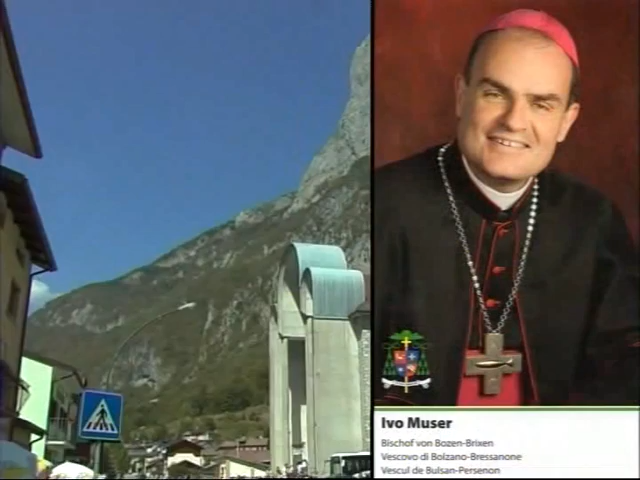 Ivo Muser
Bischof von Bozen-Brixen
Vescovo di Bolzano-Bressanone
Vescul de Bulsan-Persenon